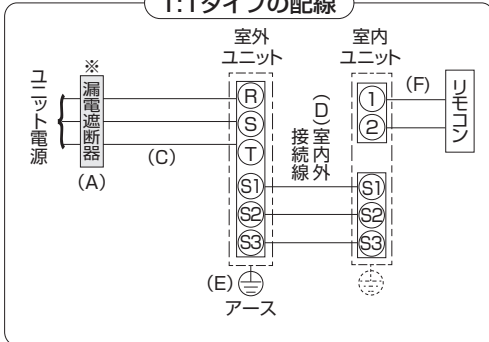 1:1タイプの配線
室外
ユニット
室内
ユニット
ユニット電源
※
漏電遮断器
(A)
(C)
R
S
T
S1
S2
S3
(D)室内外
接続線
1
2
S1
S2
S3
(F)
リモコン
(E)
アース